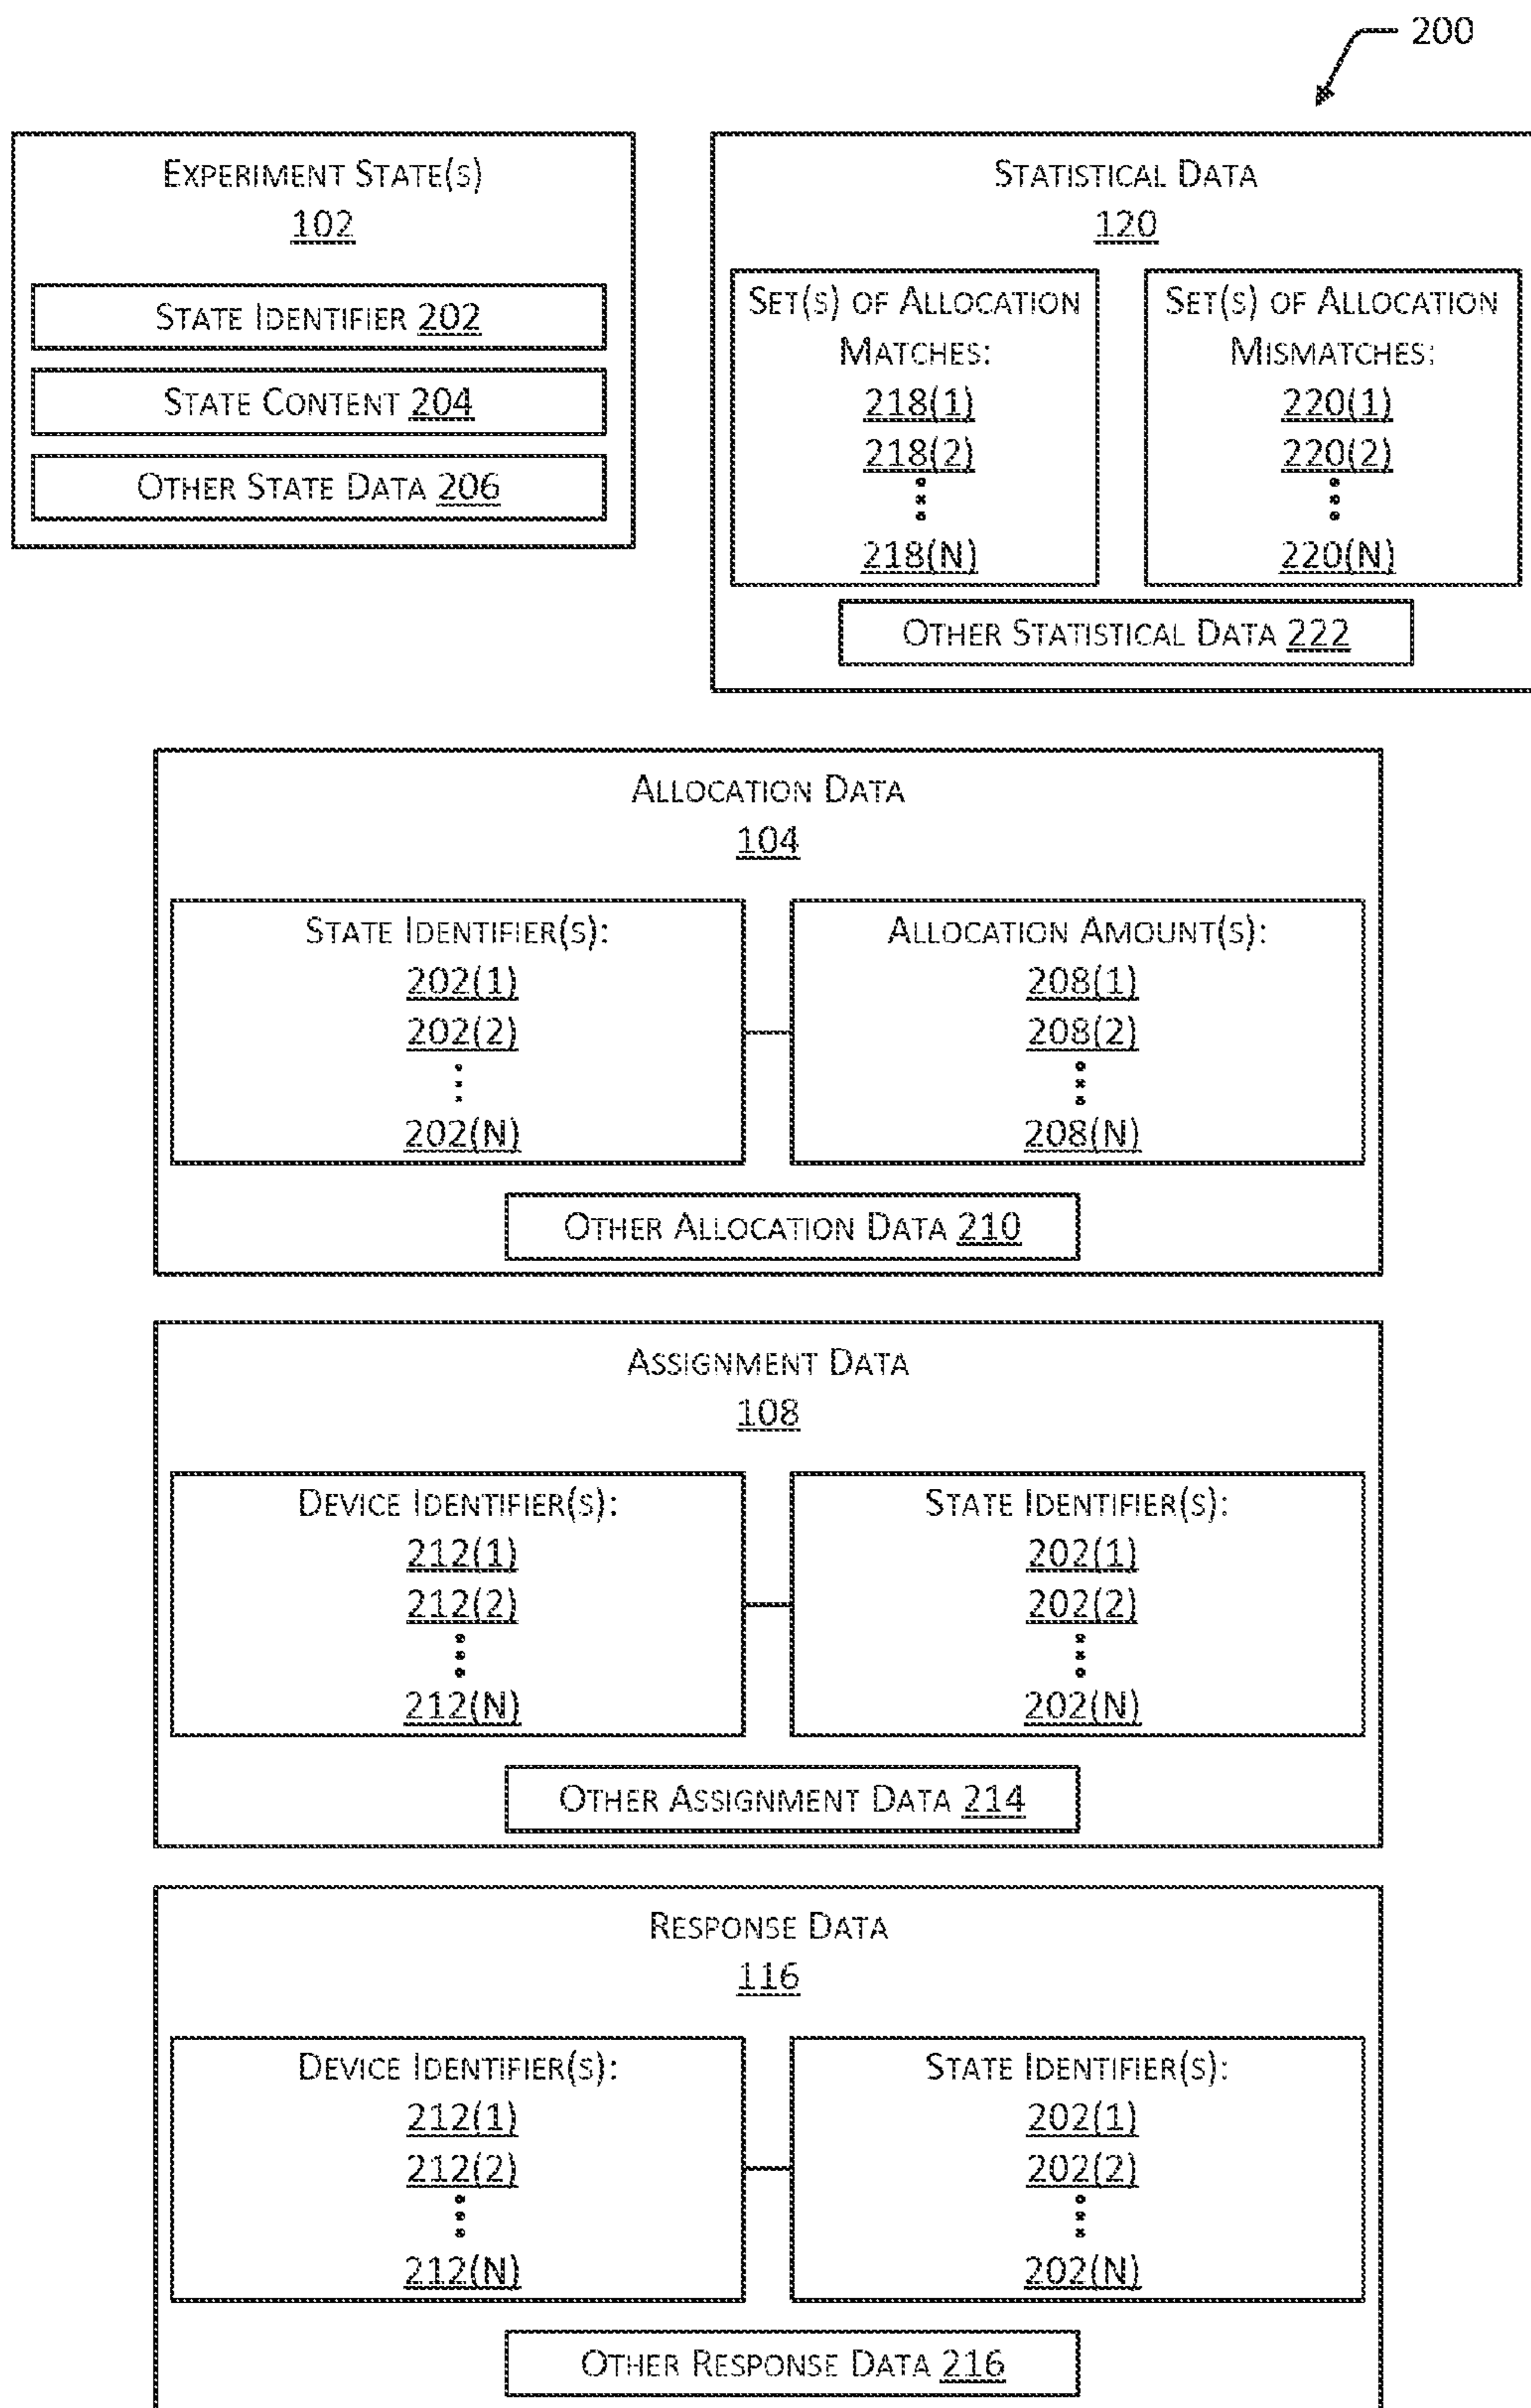 200
EXPERIMENT STATE(S)
102
STATE IDENTIFIER 202
STATE CONTENT 204
OTHER STATE DATA 206
STATISTICAL DATA
120
SET(S) OF ALLOCATION
MATCHES:
218(1)
218(2)
218(N)
SET(S) OF ALLOCATION
MISMATCHES:
220(1)
220(2)
220(N)
OTHER STATISTICAL DATA 222
ALLOCATION DATA
104
STATE IDENTIFIER(S):
202(1)
202(2)
202(N)
ALLOCATION AMOUNT(S):
208(1)
208(2)
208(N)
OTHER ALLOCATION DATA 210
ASSIGNMENT DATA
108
DEVICE IDENTIFIER(S):
212(1)
212(2)
212(N)
STATE IDENTIFIER(S):
202(1)
202(2)
202(N)
OTHER ASSIGNMENT DATA 214
RESPONSE DATA
116
DEVICE IDENTIFIER(S):
212(1)
212(2)
212(N)
STATE IDENTIFIER(S):
202(1)
202(2)
202(N)
OTHER RESPONSE DATA 216